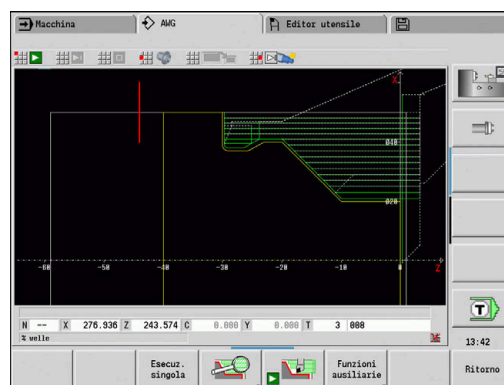 Macchina
AWG
Editor utensile
X
ø40
ø20
-60 -50 -40 -30 -20 -10 0 Z
N -- X 276.936 Z 243.574 C 0.000 Y 0.000 T 3 008
% welle
T
13:42
Esecuz. singola
Funzioni ausiliarie
Ritorno